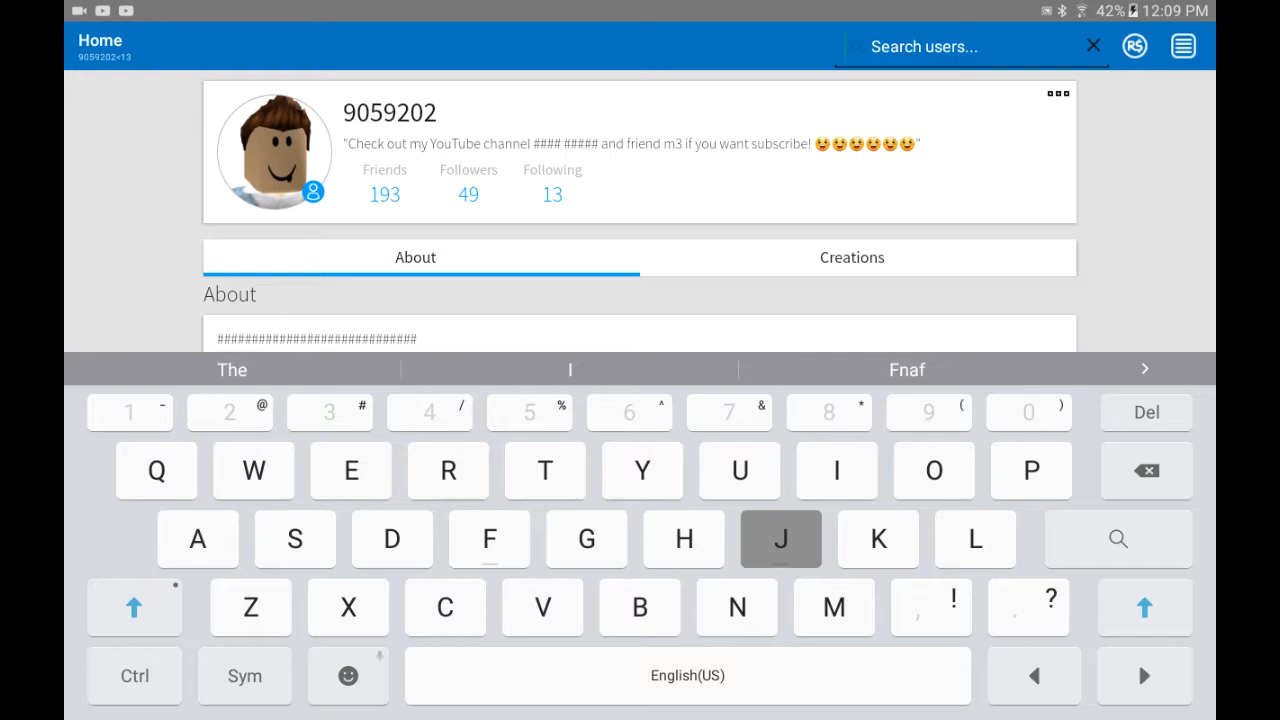 42% 12:09 PM
Home
9059202<13
Search users...
R$
9059202
"Check out my YouTube channel #### ##### and friend m3 if you want subscribe! 😀😀😀😀😀😀"
Friends Followers Following
193 49 13
About Creations
About
#############################
The I Fnaf
1 - 2 @ 3 # 4 / 5 % 6 ^ 7 & 8 * 9 ( 0 ) Del
Q W E R T Y U I O P
A S D F G H J K L
Z X C V B N M , ! . ?
Ctrl Sym English(US)